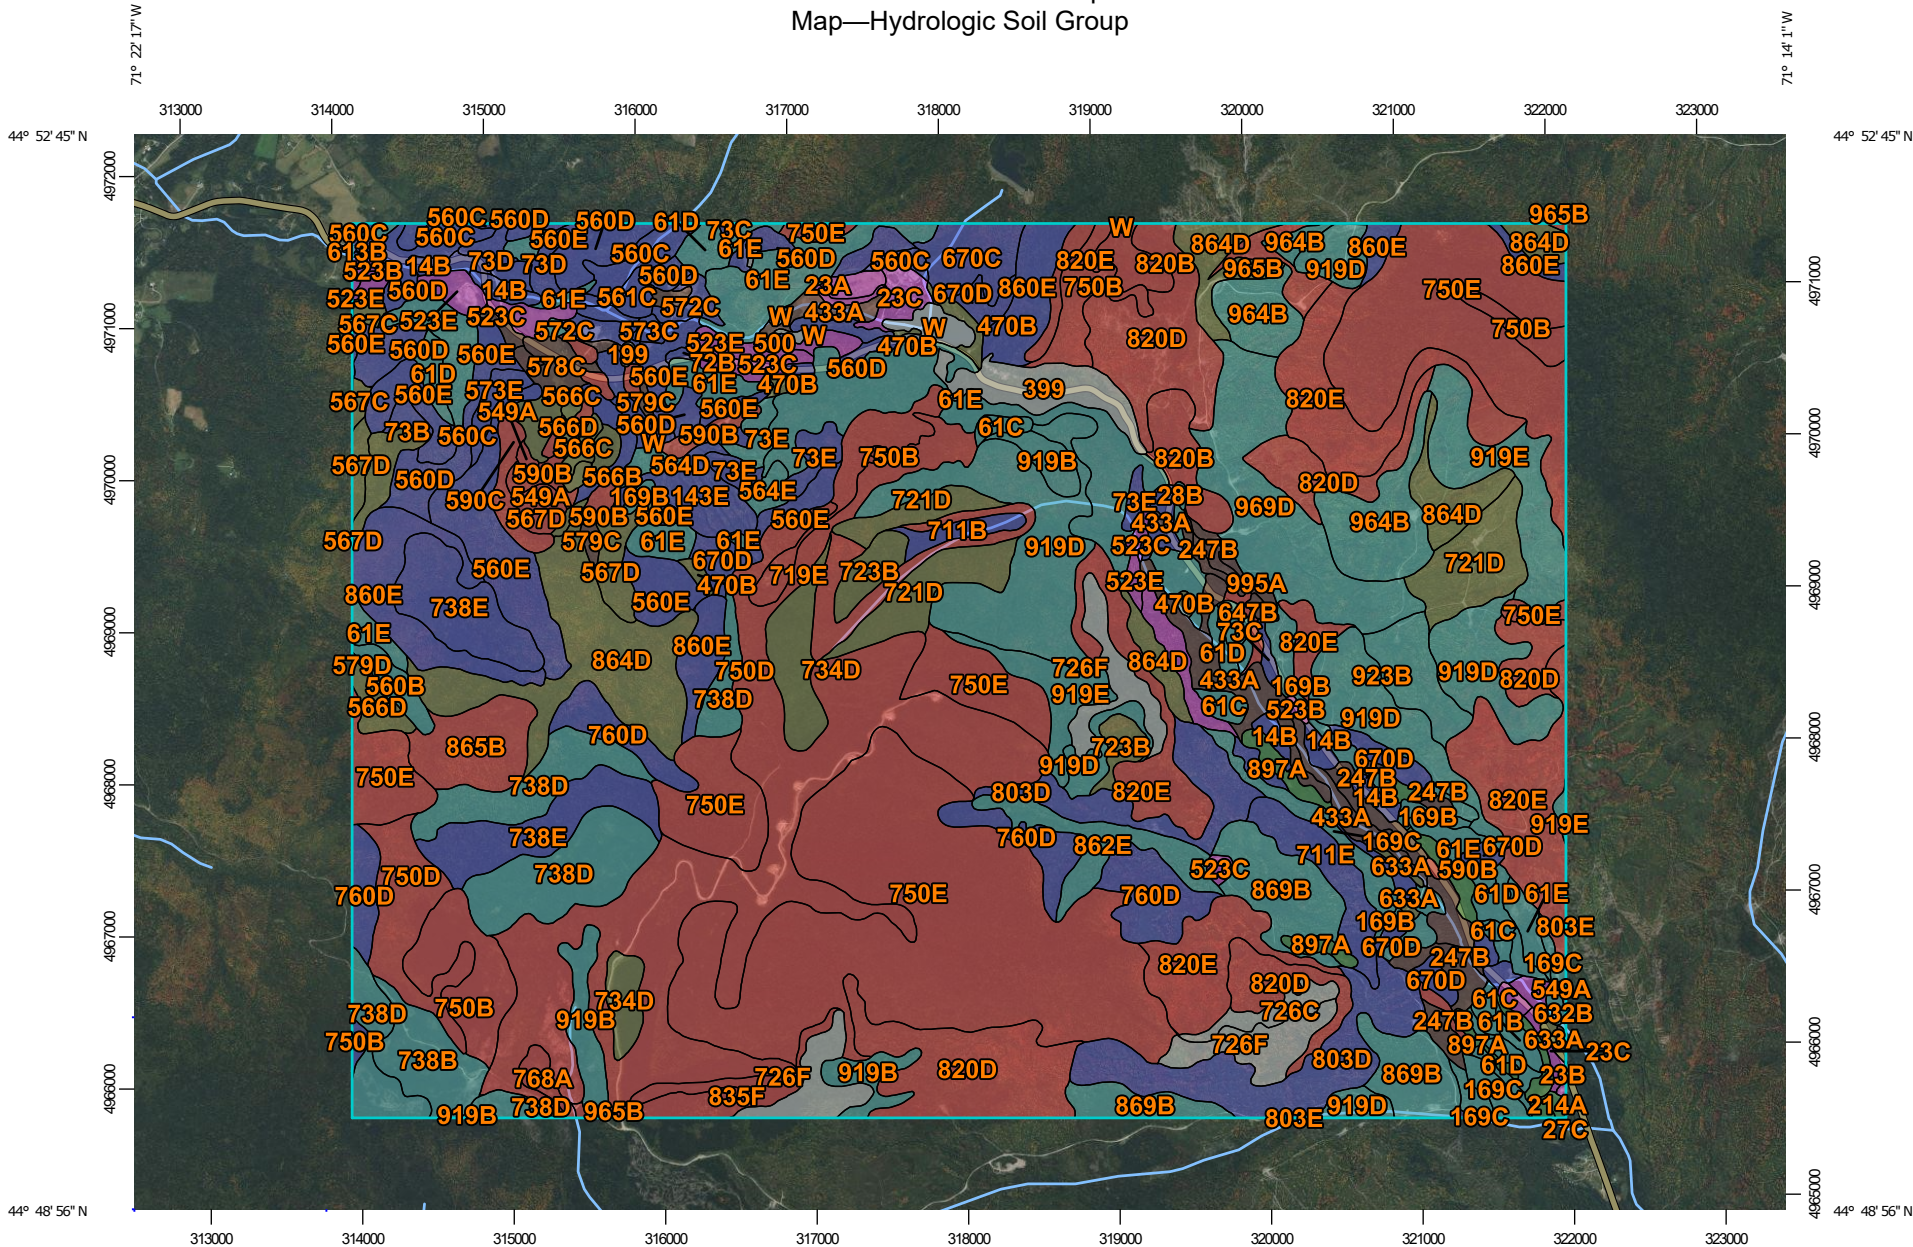 Map—Hydrologic Soil Group
71° 22' 17" W
71° 14' 1" W
313000 314000 315000 316000 317000 318000 319000 320000 321000 322000 323000
44° 52' 45" N
44° 52' 45" N
4972000
4971000
4970000
4969000
4968000
4967000
4966000
4971000
4970000
4969000
4968000
4967000
4966000
4965000
965B
560C 560D 560D 61D W
560C 560C 560E 73C 750E 864D 964B 860E 864D
613B 73D 73D 560C 61E 560D 560C 670C 820E 820B 965B 919D 860E
523B 14B 560D 61E
523E 560D 14B 61E 561C 572C 23A 23C 670D 860E 750B 750E
567C 523E 523C 572C 573C W 433A W 470B 964B 750B
560E 560D 560E 199 523E 500 W 470B 820D
61D 578C 560E 72B 523C 560D
567C 560E 573E 566C 579C 61E 470B 61E 399 820E
549A 560D 560E
73B 560C 566D 566C W 590B 73E 61C
567D 560D 590B 566B 564D 73E 73E 750B 919B 820B 820D 919E
590C 549A 169B 143E 564E 721D 73E 28B 969D 964B 864D
567D 567D 590B 560E 560E 711B 433A
579C 61E 61E 919D 523C 247B
560E 567D 670D 719E 723B 721D 523E 995A 721D
860E 738E 560E 470B 470B 647B 750E
61E 860E 73C 820E
579D 864D 750D 734D 750E 726F 864D 61D 433A 923B 919D 820D
560B 738D 919E 169B
566D 760D 61C 523B 919D
865B 723B 14B 14B
750E 738D 919D 897A 670D
750E 803D 820E 247B 14B 247B 820E
738E 760D 862E 433A 169B 919E
169C 61E 670D
738D 523C 711E 633A 590B
750D 750E 869B
760D 760D 633A 61D 61E
169B 61C 803E
897A 670D 247B 169C
820E 820D 670D 549A
750B 734D 726C 61C 632B
738D 919B 247B 61B
750B 726F 897A 633A 23C
738B 803D 61D
768A 726F 919B 820D 869B 23B
835F 169C
738D 869B 919D 214A
919B 965B 803E 169C 27C
44° 48' 56" N
44° 48' 56" N
313000 314000 315000 316000 317000 318000 319000 320000 321000 322000 323000